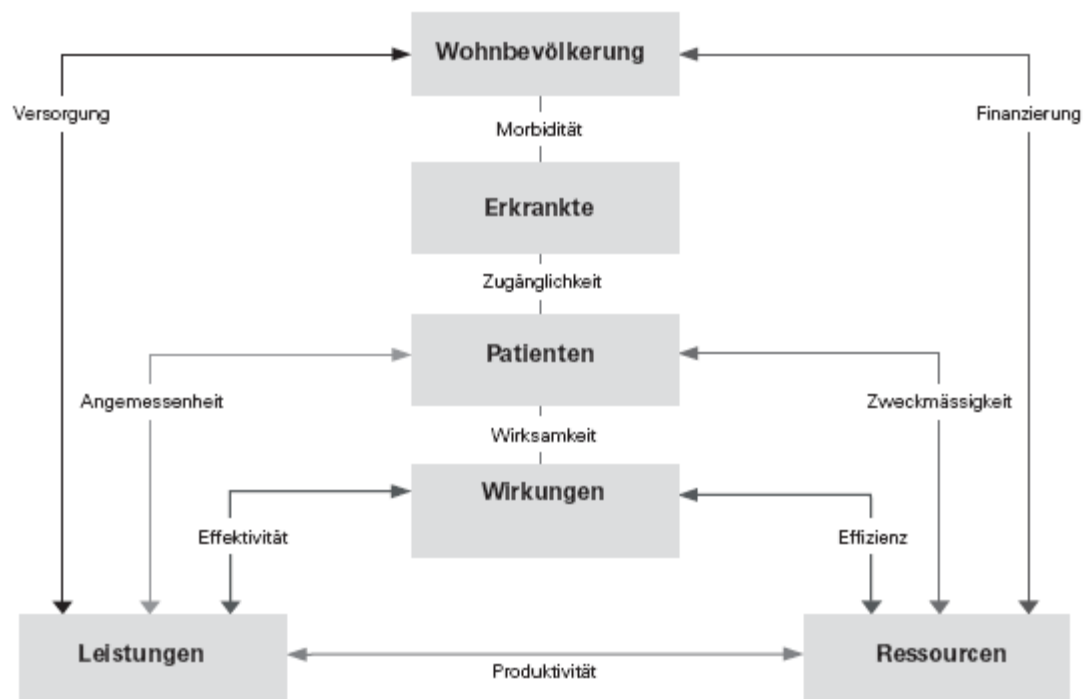 Wohnbevölkerung
Versorgung
Finanzierung
Morbidität
Erkrankte
Zugänglichkeit
Patienten
Angemessenheit
Zweckmässigkeit
Wirksamkeit
Wirkungen
Effektivität
Effizienz
Leistungen
Ressourcen
Produktivität